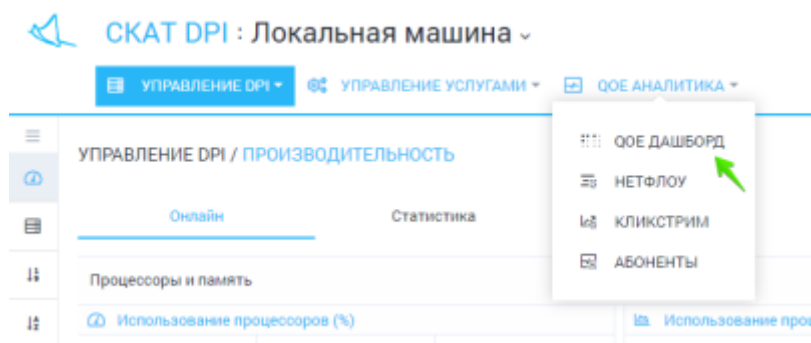 СКАТ DPI : Локальная машина
УПРАВЛЕНИЕ DPI УПРАВЛЕНИЕ УСЛУГАМИ QOE АНАЛИТИКА
QOE ДАШБОРД
УПРАВЛЕНИЕ DPI / ПРОИЗВОДИТЕЛЬНОСТЬ
НЕТФЛОУ
Онлайн Статистика
КЛИКСТРИМ
АБОНЕНТЫ
Процессоры и память
Использование процессоров (%) Использование проц